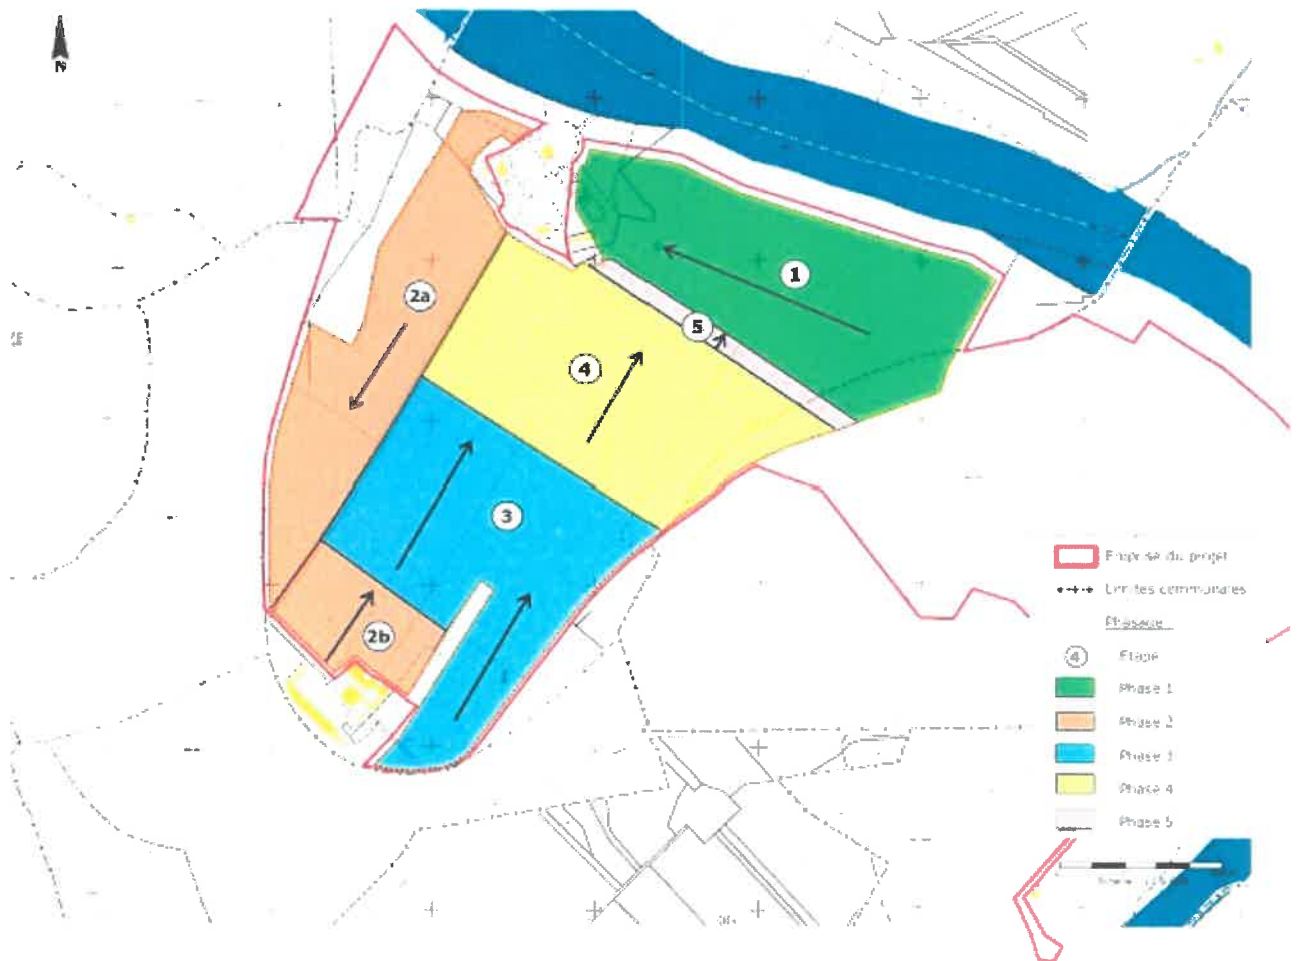 N
1
2a
5
4
3
2b
Emprise du projet
Limites communales
Phasage
4 Etape
Phase 1
Phase 2
Phase 3
Phase 4
Phase 5